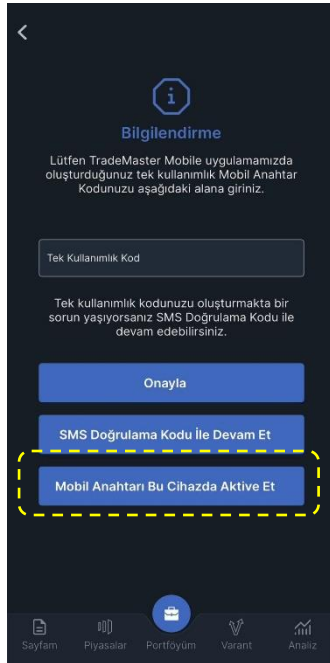 Bilgilendirme
Lütfen TradeMaster Mobile uygulamamızda
oluşturduğunuz tek kullanımlık Mobil Anahtar
Kodunuzu aşağıdaki alana giriniz.
Tek Kullanımlık Kod
Tek kullanımlık kodunuzu oluşturmakta bir
sorun yaşıyorsanız SMS Doğrulama Kodu ile
devam edebilirsiniz.
Onayla
SMS Doğrulama Kodu İle Devam Et
Mobil Anahtarı Bu Cihazda Aktive Et
Sayfam Piyasalar Portföyüm Varant Analiz